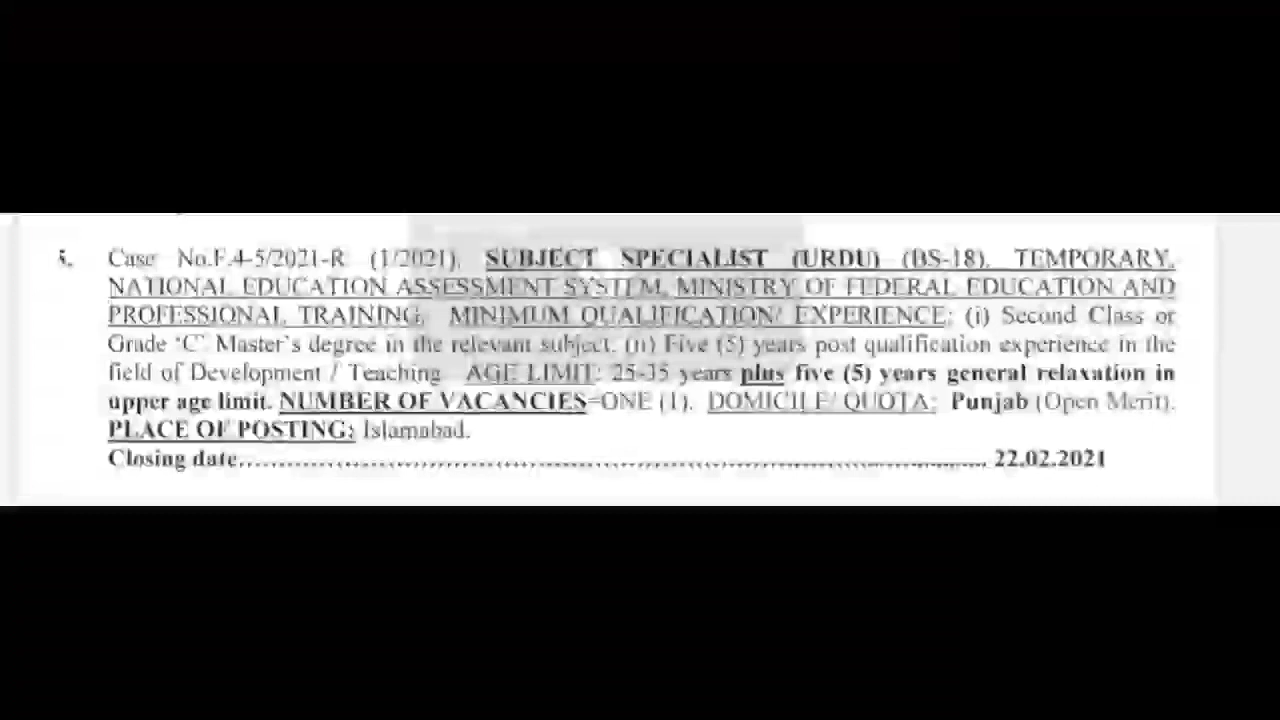 Case No.F.4-5/2021-R (1/2021), SUBJECT SPECIALIST (URDU) (BS-18), TEMPORARY,
NATIONAL EDUCATION ASSESSMENT SYSTEM, MINISTRY OF FEDERAL EDUCATION AND
PROFESSIONAL TRAINING. MINIMUM QUALIFICATION/ EXPERIENCE: (i) Second Class or
Grade 'C' Master's degree in the relevant subject. (ii) Five (5) years post qualification experience in the
field of Development / Teaching. AGE LIMIT: 25-35 years plus five (5) years general relaxation in
upper age limit. NUMBER OF VACANCIES=ONE (1). DOMICILE/ QUOTA: Punjab (Open Merit).
PLACE OF POSTING: Islamabad.
Closing date........................................................................................................ 22.02.2021